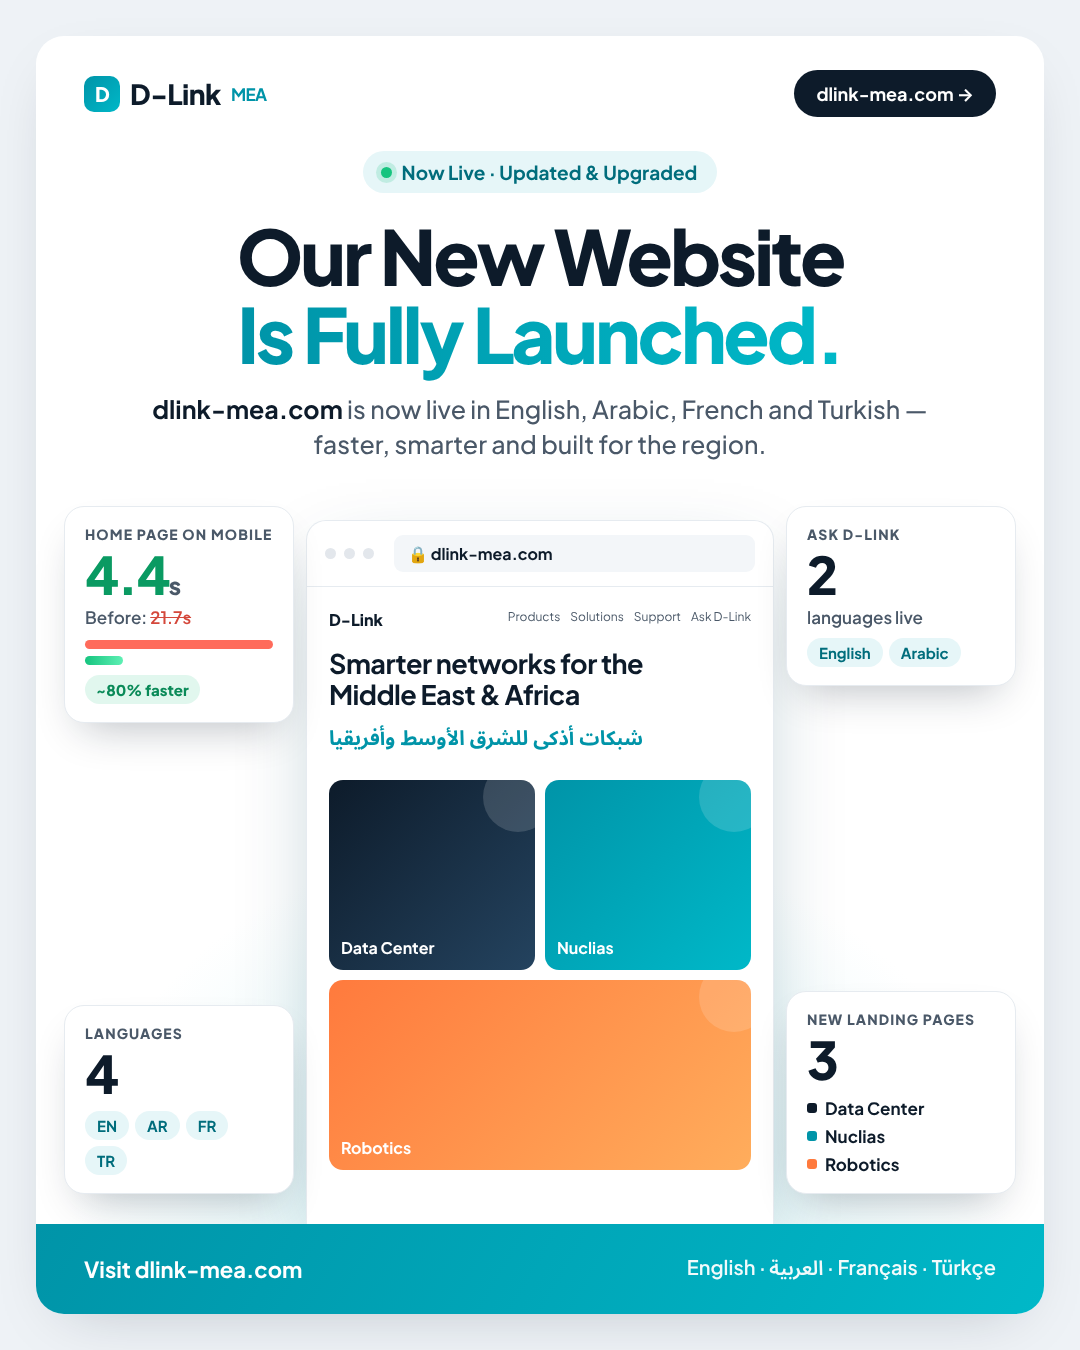 D D-Link MEA
dlink-mea.com →
Now Live · Updated & Upgraded
Our New Website
Is Fully Launched.
dlink-mea.com is now live in English, Arabic, French and Turkish —
faster, smarter and built for the region.
HOME PAGE ON MOBILE
4.4s
Before: 21.7s
~80% faster
🔒 dlink-mea.com
D-Link
Products Solutions Support Ask D-Link
Smarter networks for the
Middle East & Africa
شبكات أذكى للشرق الأوسط وأفريقيا
Data Center
Nuclias
Robotics
ASK D-LINK
2
languages live
English Arabic
LANGUAGES
4
EN AR FR
TR
NEW LANDING PAGES
3
Data Center
Nuclias
Robotics
Visit dlink-mea.com
English · العربية · Français · Türkçe